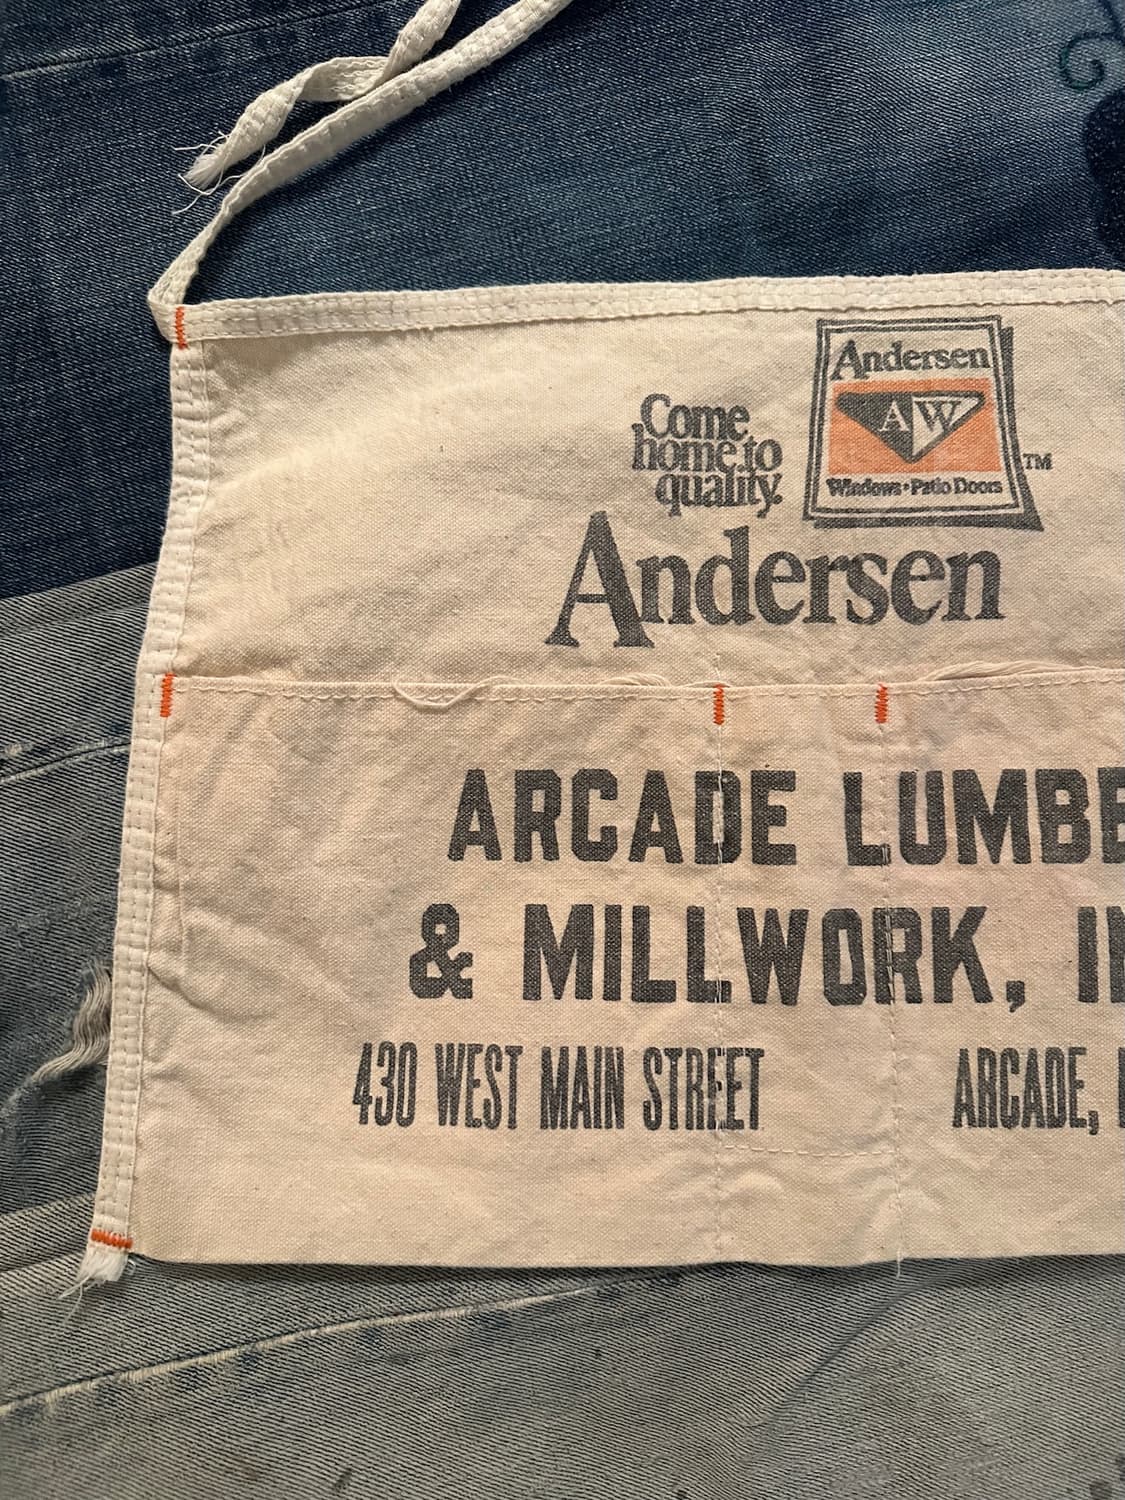 Andersen
AW
Windows • Patio Doors
TM
Come
home to
quality.
Andersen
ARCADE LUMBE
& MILLWORK, I
430 WEST MAIN STREET ARCADE,